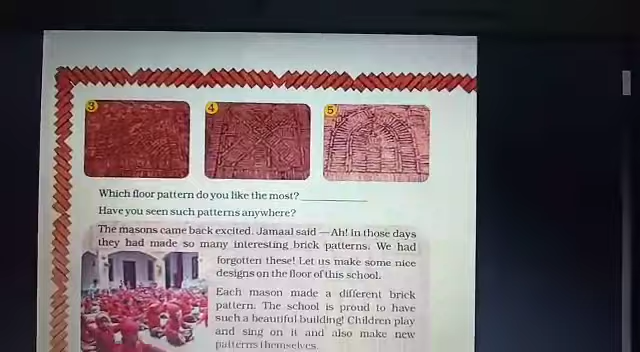 3 4 5
Which floor pattern do you like the most? ____________
Have you seen such patterns anywhere?
The masons came back excited. Jamaal said — Ah! In those days
they had made so many interesting brick patterns. We had
forgotten these! Let us make some nice
designs on the floor of this school.
Each mason made a different brick
pattern. The school is proud to have
such a beautiful building! Children play
and sing on it and also make new
patterns themselves.